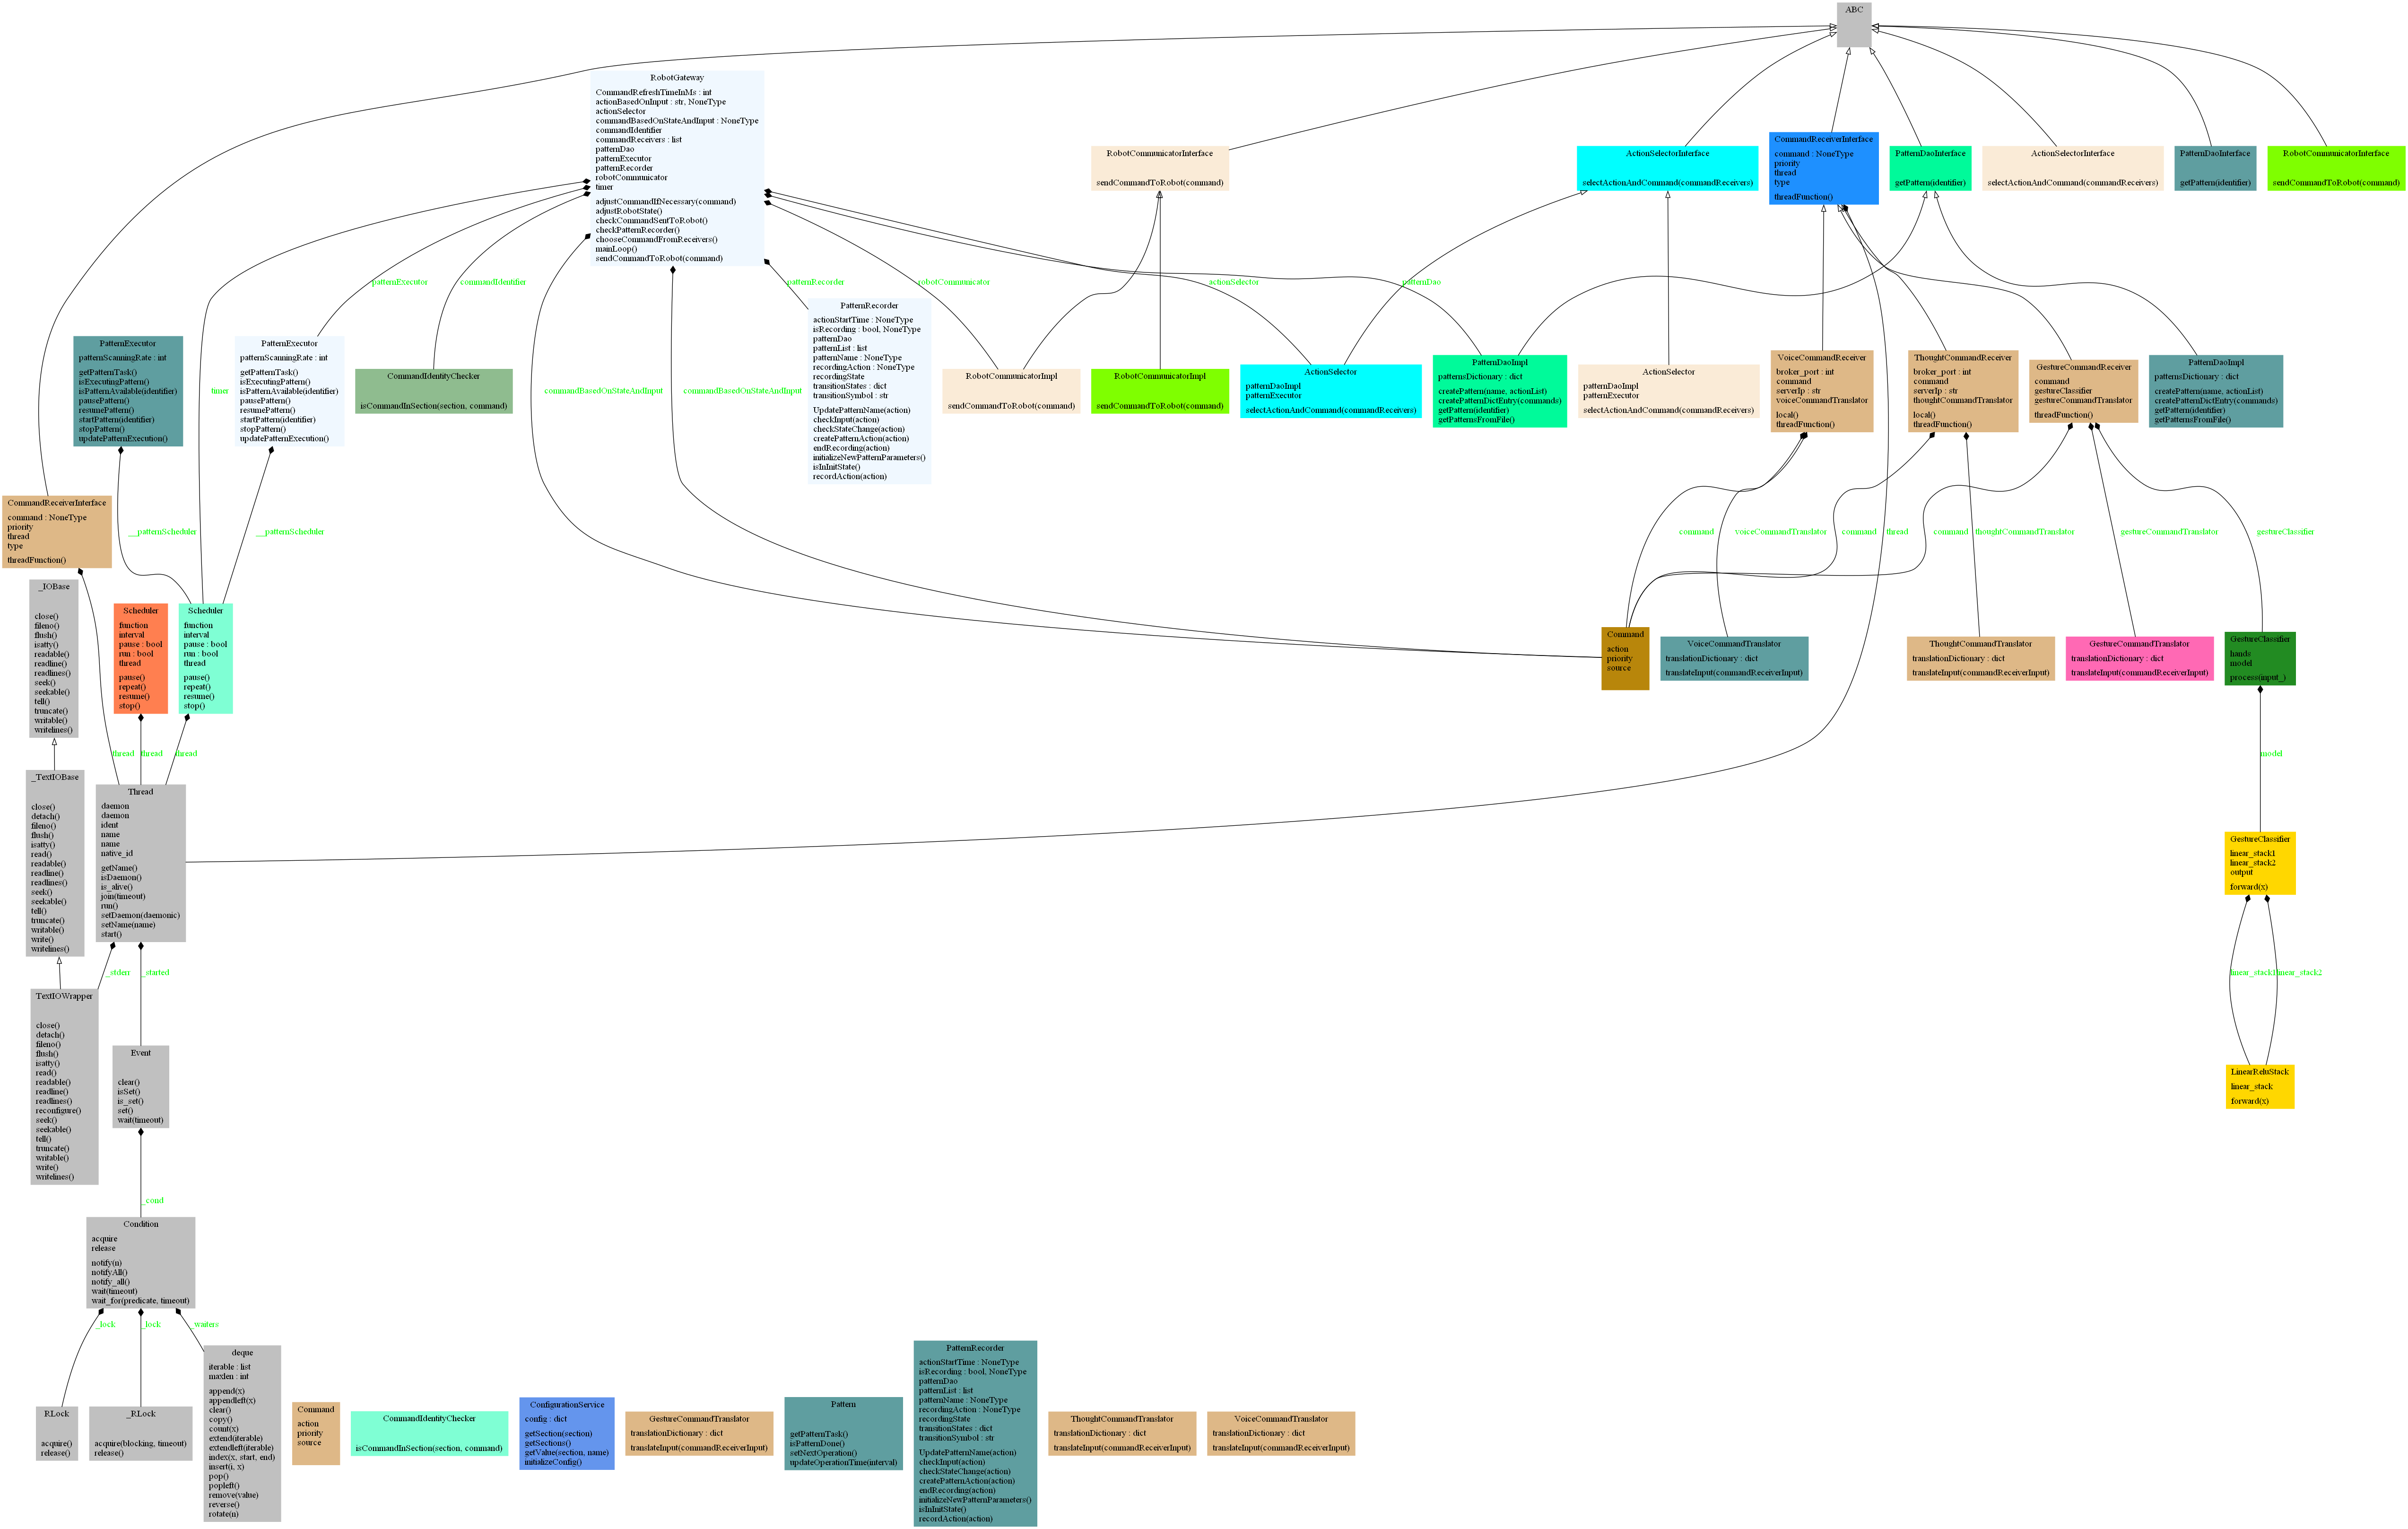 ABC
RobotGateway
CommandRefreshTimeInMs : int
actionBasedOnInput : str, NoneType
actionSelector
commandBasedOnStateAndInput : NoneType
commandIdentifier
commandReceivers : list
patternDao
patternExecutor
patternRecorder
robotCommunicator
timer
adjustCommandIfNecessary(command)
adjustRobotState()
checkCommandSentToRobot()
checkPatternRecorder()
chooseCommandFromReceivers()
mainLoop()
sendCommandToRobot(command)
RobotCommunicatorInterface
sendCommandToRobot(command)
ActionSelectorInterface
selectActionAndCommand(commandReceivers)
CommandReceiverInterface
command : NoneType
priority
thread
type
threadFunction()
PatternDaoInterface
getPattern(identifier)
ActionSelectorInterface
selectActionAndCommand(commandReceivers)
PatternDaoInterface
getPattern(identifier)
RobotCommunicatorInterface
sendCommandToRobot(command)
patternExecutor
commandIdentifier
patternRecorder
robotCommunicator
actionSelector
patternDao
timer
commandBasedOnStateAndInput
commandBasedOnStateAndInput
PatternExecutor
patternScanningRate : int
getPatternTask()
isExecutingPattern()
isPatternAvailable(identifier)
pausePattern()
resumePattern()
startPattern(identifier)
stopPattern()
updatePatternExecution()
PatternExecutor
patternScanningRate : int
getPatternTask()
isExecutingPattern()
isPatternAvailable(identifier)
pausePattern()
resumePattern()
startPattern(identifier)
stopPattern()
updatePatternExecution()
CommandIdentityChecker
isCommandInSection(section, command)
PatternRecorder
actionStartTime : NoneType
isRecording : bool, NoneType
patternDao
patternList : list
patternName : NoneType
recordingAction : NoneType
recordingState
transitionStates : dict
transitionSymbol : str
UpdatePatternName(action)
checkInput(action)
checkStateChange(action)
createPatternAction(action)
endRecording(action)
initializeNewPatternParameters()
isInInitState()
recordAction(action)
RobotCommunicatorImpl
sendCommandToRobot(command)
RobotCommunicatorImpl
sendCommandToRobot(command)
ActionSelector
patternDaoImpl
patternExecutor
selectActionAndCommand(commandReceivers)
PatternDaoImpl
patternsDictionary : dict
createPattern(name, actionList)
createPatternDictEntry(commands)
getPattern(identifier)
getPatternsFromFile()
ActionSelector
patternDaoImpl
patternExecutor
selectActionAndCommand(commandReceivers)
VoiceCommandReceiver
broker_port : int
command
serverIp : str
voiceCommandTranslator
local()
threadFunction()
ThoughtCommandReceiver
broker_port : int
command
serverIp : str
thoughtCommandTranslator
local()
threadFunction()
GestureCommandReceiver
command
gestureClassifier
gestureCommandTranslator
threadFunction()
PatternDaoImpl
patternsDictionary : dict
createPattern(name, actionList)
createPatternDictEntry(commands)
getPattern(identifier)
getPatternsFromFile()
CommandReceiverInterface
command : NoneType
priority
thread
type
threadFunction()
__patternScheduler
__patternScheduler
command
voiceCommandTranslator
command
thoughtCommandTranslator
thread
command
gestureCommandTranslator
gestureClassifier
_IOBase
close()
fileno()
flush()
isatty()
readable()
readline()
readlines()
seek()
seekable()
tell()
truncate()
writable()
writelines()
Scheduler
function
interval
pause : bool
run : bool
thread
pause()
repeat()
resume()
stop()
Scheduler
function
interval
pause : bool
run : bool
thread
pause()
repeat()
resume()
stop()
Command
action
priority
source
VoiceCommandTranslator
translationDictionary : dict
translateInput(commandReceiverInput)
ThoughtCommandTranslator
translationDictionary : dict
translateInput(commandReceiverInput)
GestureCommandTranslator
translationDictionary : dict
translateInput(commandReceiverInput)
GestureClassifier
hands
model
process(input_)
thread
thread
thread
model
_TextIOBase
close()
detach()
fileno()
flush()
isatty()
read()
readable()
readline()
readlines()
seek()
seekable()
tell()
truncate()
writable()
write()
writelines()
Thread
daemon
daemon
ident
name
name
native_id
getName()
isDaemon()
is_alive()
join(timeout)
run()
setDaemon(daemonic)
setName(name)
start()
GestureClassifier
linear_stack1
linear_stack2
output
forward(x)
_stderr
_started
linear_stack1
linear_stack2
TextIOWrapper
close()
detach()
fileno()
flush()
isatty()
read()
readable()
readline()
readlines()
reconfigure()
seek()
seekable()
tell()
truncate()
writable()
write()
writelines()
Event
clear()
isSet()
is_set()
set()
wait(timeout)
LinearReluStack
linear_stack
forward(x)
_cond
Condition
acquire
release
notify(n)
notifyAll()
notify_all()
wait(timeout)
wait_for(predicate, timeout)
_lock
_lock
_waiters
RLock
acquire()
release()
_RLock
acquire(blocking, timeout)
release()
deque
iterable : list
maxlen : int
append(x)
appendleft(x)
clear()
copy()
count(x)
extend(iterable)
extendleft(iterable)
index(x, start, end)
insert(i, x)
pop()
popleft()
remove(value)
reverse()
rotate(n)
Command
action
priority
source
CommandIdentityChecker
isCommandInSection(section, command)
ConfigurationService
config : dict
getSection(section)
getSections()
getValue(section, name)
initializeConfig()
GestureCommandTranslator
translationDictionary : dict
translateInput(commandReceiverInput)
Pattern
getPatternTask()
isPatternDone()
setNextOperation()
updateOperationTime(interval)
PatternRecorder
actionStartTime : NoneType
isRecording : bool, NoneType
patternDao
patternList : list
patternName : NoneType
recordingAction : NoneType
recordingState
transitionStates : dict
transitionSymbol : str
UpdatePatternName(action)
checkInput(action)
checkStateChange(action)
createPatternAction(action)
endRecording(action)
initializeNewPatternParameters()
isInInitState()
recordAction(action)
ThoughtCommandTranslator
translationDictionary : dict
translateInput(commandReceiverInput)
VoiceCommandTranslator
translationDictionary : dict
translateInput(commandReceiverInput)